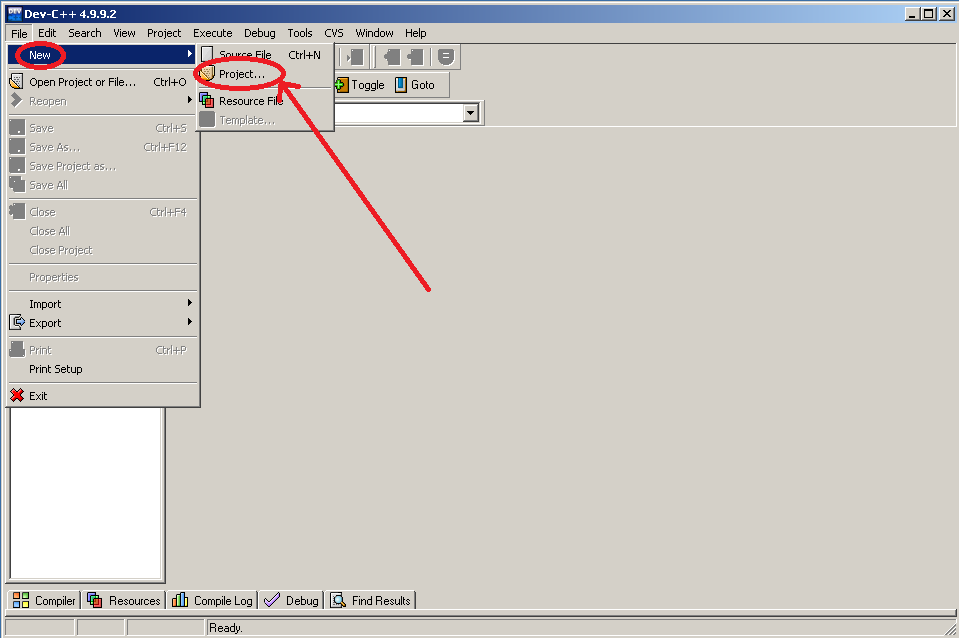 Dev-C++ 4.9.9.2
File Edit Search View Project Execute Debug Tools CVS Window Help
New
Source File Ctrl+N
Project...
Resource File
Template...
Toggle Goto
Open Project or File... Ctrl+O
Reopen
Save Ctrl+S
Save As... Ctrl+F12
Save Project as...
Save All
Close Ctrl+F4
Close All
Close Project
Properties
Import
Export
Print Ctrl+P
Print Setup
Exit
Compiler Resources Compile Log Debug Find Results
Ready.